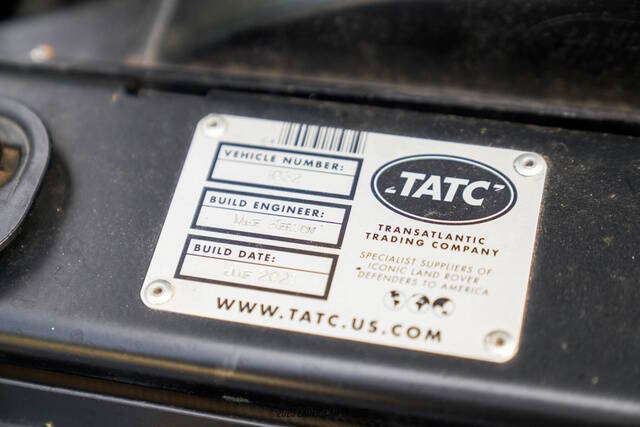 VEHICLE NUMBER:
BUILD ENGINEER:
BUILD DATE:
TATC
TRANSATLANTIC
TRADING COMPANY
SPECIALIST SUPPLIERS OF
ICONIC LAND ROVER
DEFENDERS TO AMERICA
WWW.TATC.US.COM